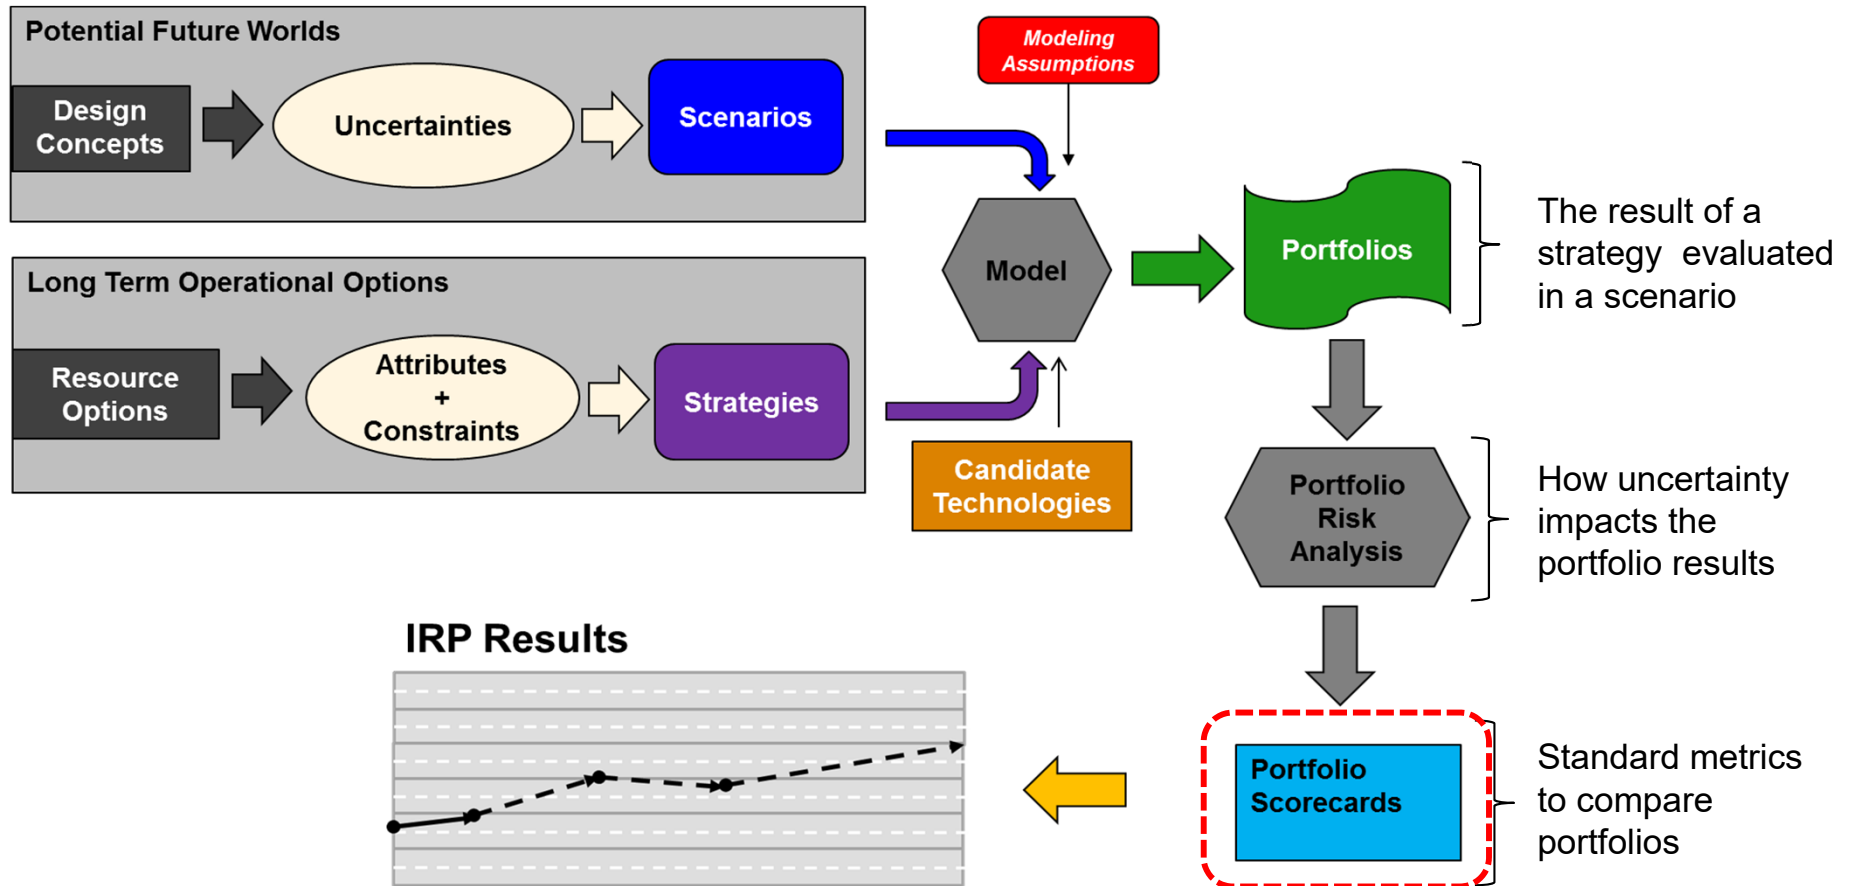 Potential Future Worlds
Design
Concepts
Uncertainties
Scenarios
Modeling
Assumptions
Long Term Operational Options
Resource
Options
Attributes
+
Constraints
Strategies
Model
Candidate
Technologies
Portfolios
The result of a
strategy evaluated
in a scenario
Portfolio
Risk
Analysis
How uncertainty
impacts the
portfolio results
Portfolio
Scorecards
Standard metrics
to compare
portfolios
IRP Results